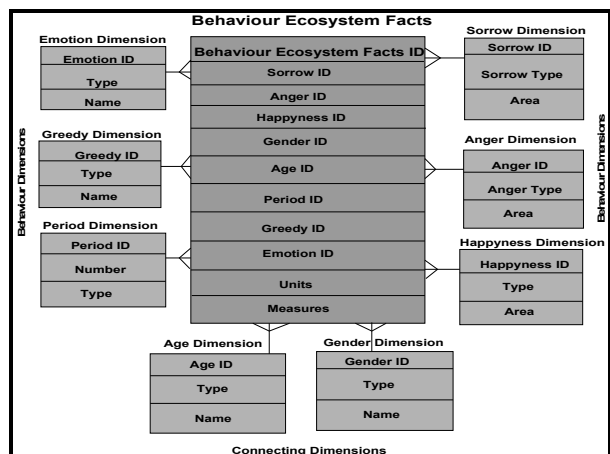 Behaviour Ecosystem Facts
Emotion Dimension
Emotion ID
Type
Name
Greedy Dimension
Greedy ID
Type
Name
Period Dimension
Period ID
Number
Type
Behaviour Dimensions
Behaviour Ecosystem Facts ID
Sorrow ID
Anger ID
Happyness ID
Gender ID
Age ID
Period ID
Greedy ID
Emotion ID
Units
Measures
Sorrow Dimension
Sorrow ID
Sorrow Type
Area
Anger Dimension
Anger ID
Anger Type
Area
Happyness Dimension
Happyness ID
Type
Area
Behaviour Dimensions
Age Dimension
Age ID
Type
Name
Gender Dimension
Gender ID
Type
Name
Connecting Dimensions